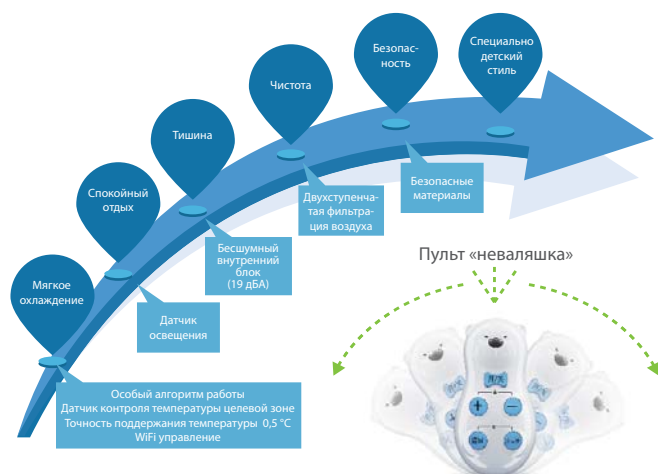 Специально
детский
стиль
Безопас-
ность
Чистота
Тишина
Спокойный
отдых
Мягкое
охлаждение
Безопасные
материалы
Двухступенча-
тая фильтра-
ция воздуха
Бесшумный
внутренний
блок
(19 дБА)
Датчик
освещения
Особый алгоритм работы
Датчик контроля температуры целевой зоне
Точность поддержания температуры 0,5 °C
WiFi управление
Пульт «неваляшка»
+ −